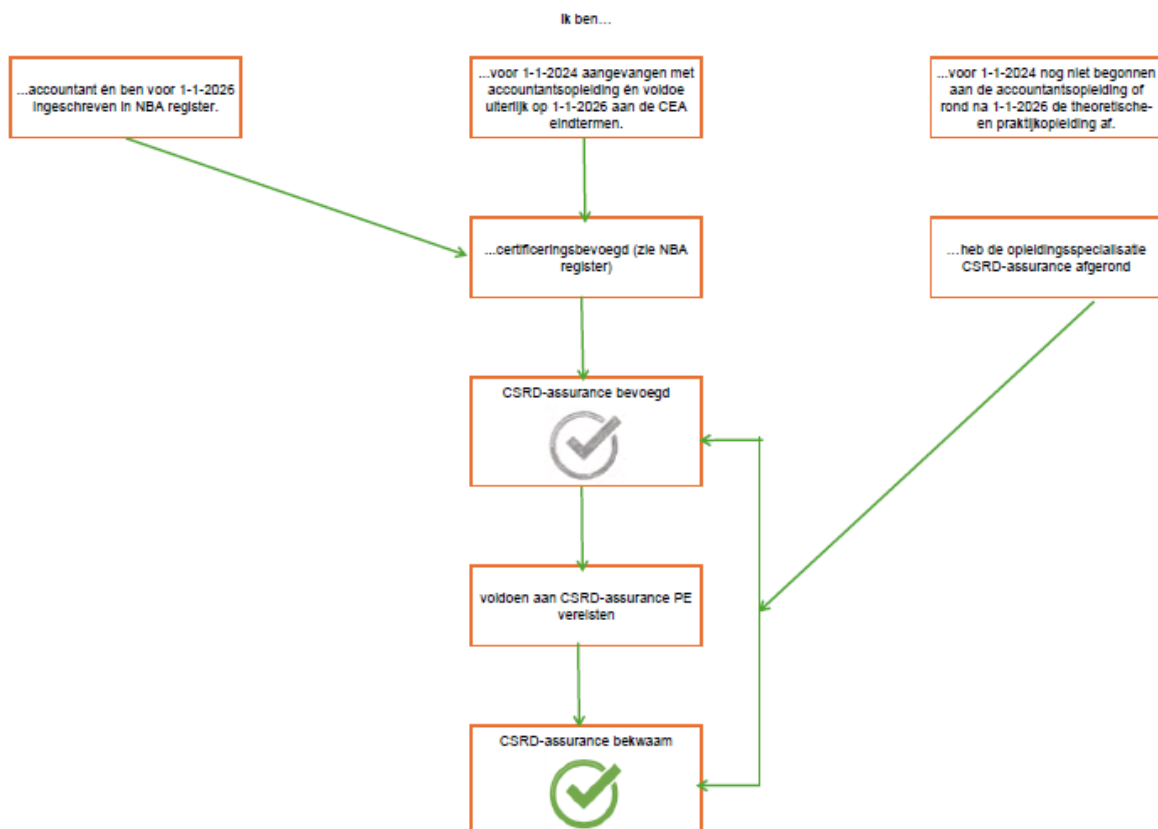 Ik ben...
...accountant én ben voor 1-1-2026
ingeschreven in NBA register.
...voor 1-1-2024 aangevangen met
accountantsopleiding én voldoe
uiterlijk op 1-1-2026 aan de CEA
eindtermen.
...voor 1-1-2024 nog niet begonnen
aan de accountantsopleiding of
rond na 1-1-2026 de theoretische-
en praktijkopleiding af.
...certificeringsbevoegd (zie NBA
register)
...heb de opleidingsspecialisatie
CSRD-assurance afgerond
CSRD-assurance bevoegd
voldoen aan CSRD-assurance PE
vereisten
CSRD-assurance bekwaam